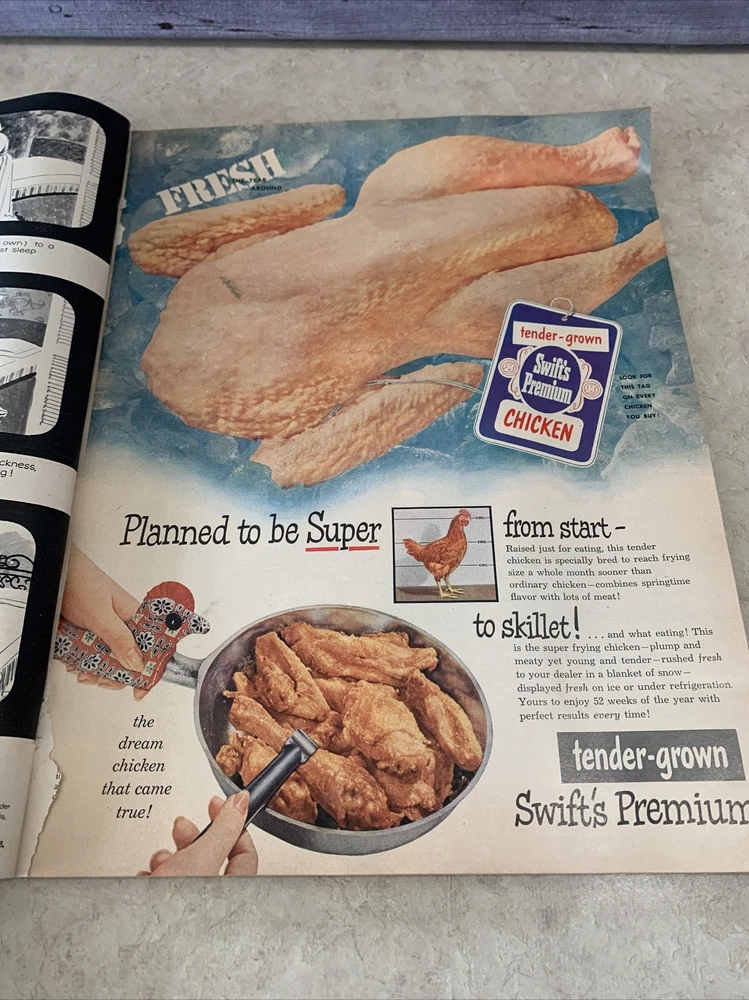 own) to a
st sleep
ckness,
g!
FRESH
THE YEAR
AROUND
tender-grown
Swift's
Premium
CHICKEN
LOOK FOR
THIS TAG
ON EVERY
CHICKEN
YOU BUY!
Planned to be Super
from start-
Raised just for eating, this tender
chicken is specially bred to reach frying
size a whole month sooner than
ordinary chicken—combines springtime
flavor with lots of meat!
to skillet!
... and what eating! This
is the super frying chicken—plump and
meaty yet young and tender—rushed fresh
to your dealer in a blanket of snow—
displayed fresh on ice or under refrigeration.
Yours to enjoy 52 weeks of the year with
perfect results every time!
the
dream
chicken
that came
true!
tender-grown
Swift's Premium